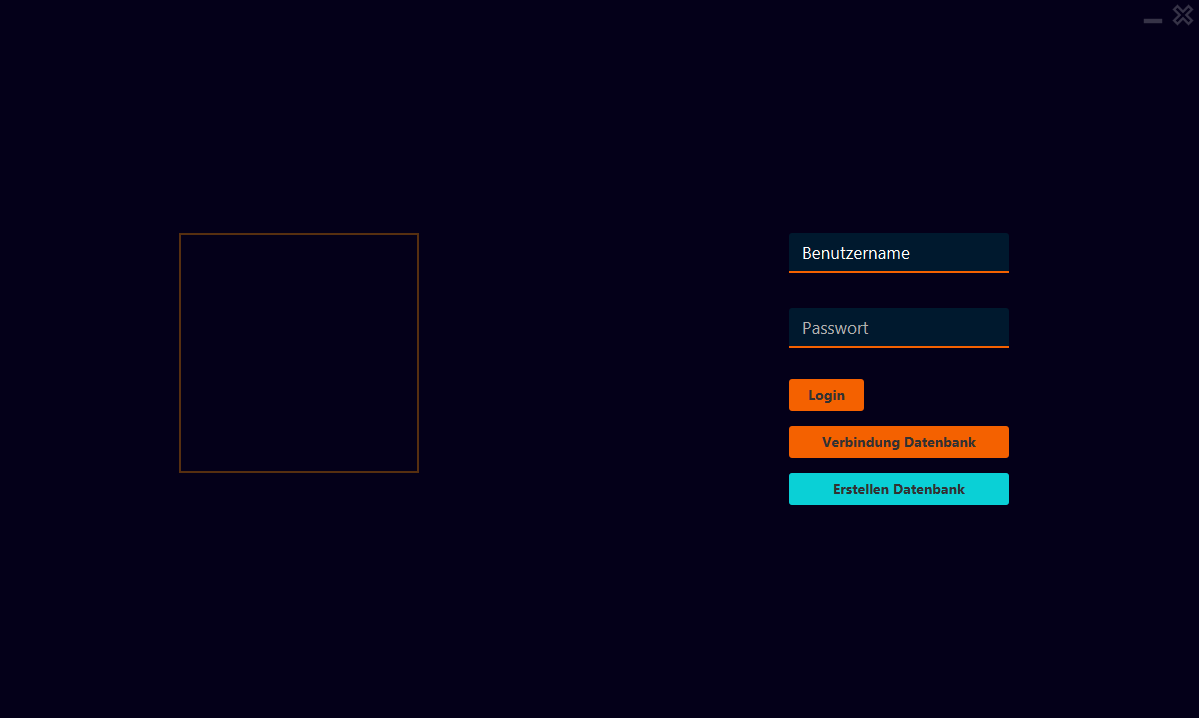 Benutzername
Passwort
Login
Verbindung Datenbank
Erstellen Datenbank